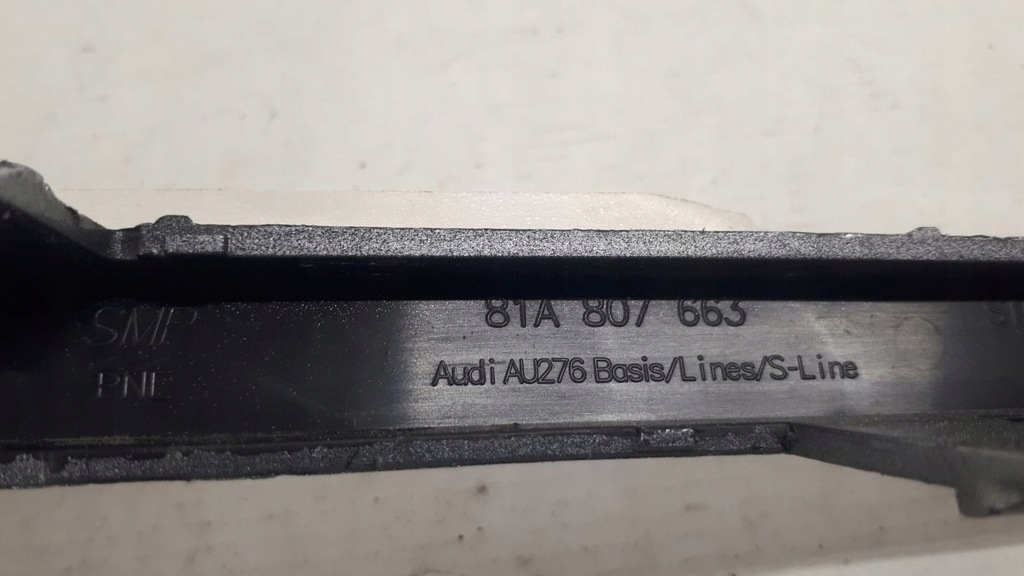 81A 807 663
SMP
Audi AU276 Basis/Lines/S-Line
PNE